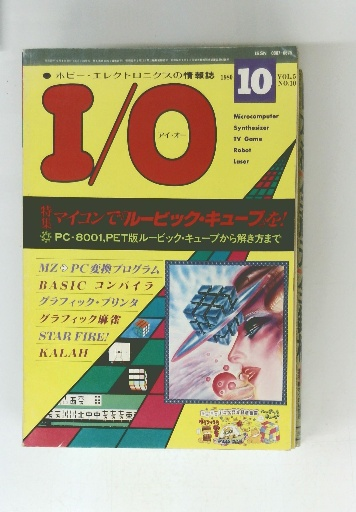 ホビー・エレクトロニクスの情報誌 1980
10
VOL.5
NO.10
I/O
アイ・オー
Microcomputer
Synthesizer
TV Game
Robot
Laser
特集 マイコンでルービック・キューブを!
PC-8001,PET版ルービック・キューブから解き方まで
MZ PC変換プログラム
BASIC コンパイラ
グラフィック・プリンタ
グラフィック麻雀
STAR FIRE!
KALAH